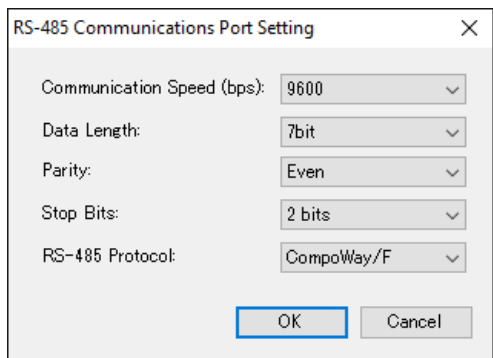 RS-485 Communications Port Setting
Communication Speed (bps): 9600
Data Length: 7bit
Parity: Even
Stop Bits: 2 bits
RS-485 Protocol: CompoWay/F
OK Cancel